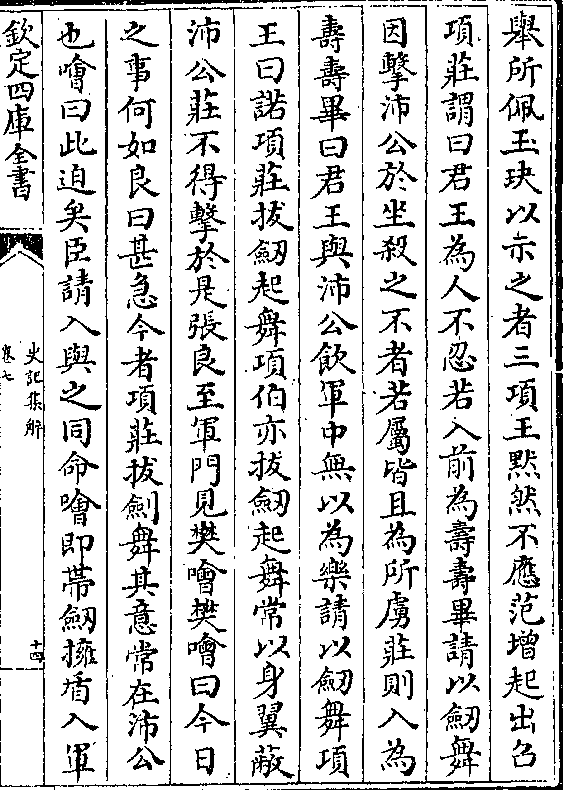 舉所佩玉玦以示之者三項王黙然不應范增起出召
項莊謂曰君王為人不忍若入前為壽壽畢請以劒舞
因擊沛公於坐殺之不者若屬皆且為所虜莊則入為
壽壽畢曰君王與沛公飲軍中無以為樂請以劒舞項
王曰諾項莊拔劒起舞項伯亦拔劒起舞常以身翼蔽
沛公莊不得擊於是張良至軍門見樊噲樊噲曰今日
之事何如良曰甚急今者項莊拔劍舞其意常在沛公
也噲曰此迫矣臣請入與之同命噲即帶劒擁盾入軍
欽定四庫全書
史記集解
卷七
十四